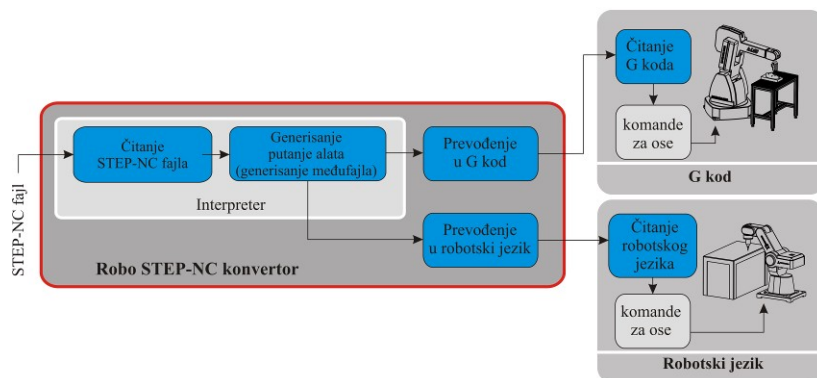 STEP-NC fajl
Čitanje
STEP-NC fajla
Generisanje
putanje alata
(generisanje međufajla)
Interpreter
Prevođenje
u G kod
Prevođenje
u robotski jezik
Robo STEP-NC konvertor
Čitanje
G koda
komande
za ose
G kod
Čitanje
robotskog
jezika
komande
za ose
Robotski jezik